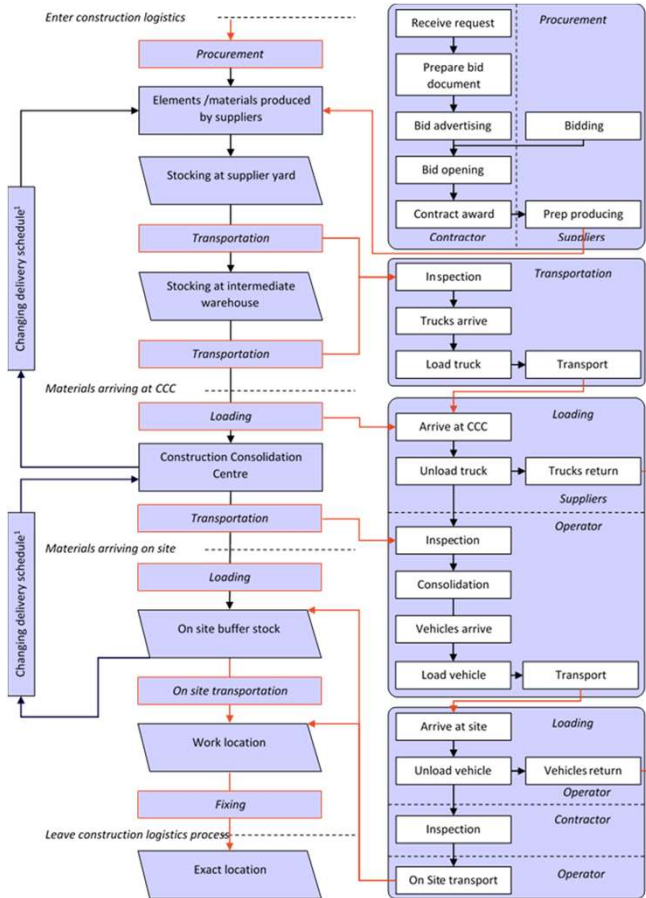 Enter construction logistics
Procurement
Elements /materials produced
by suppliers
Stocking at supplier yard
Transportation
Stocking at intermediate
warehouse
Transportation
Materials arriving at CCC
Loading
Construction Consolidation
Centre
Transportation
Materials arriving on site
Loading
On site buffer stock
On site transportation
Work location
Fixing
Leave construction logistics process
Exact location
Changing delivery schedule¹
Changing delivery schedule¹
Receive request
Procurement
Prepare bid
document
Bid advertising
Bidding
Bid opening
Contract award
Prep producing
Contractor
Suppliers
Inspection
Transportation
Trucks arrive
Load truck
Transport
Loading
Arrive at CCC
Unload truck
Trucks return
Suppliers
Operator
Inspection
Consolidation
Vehicles arrive
Load vehicle
Transport
Arrive at site
Loading
Unload vehicle
Vehicles return
Operator
Contractor
Inspection
On Site transport
Operator